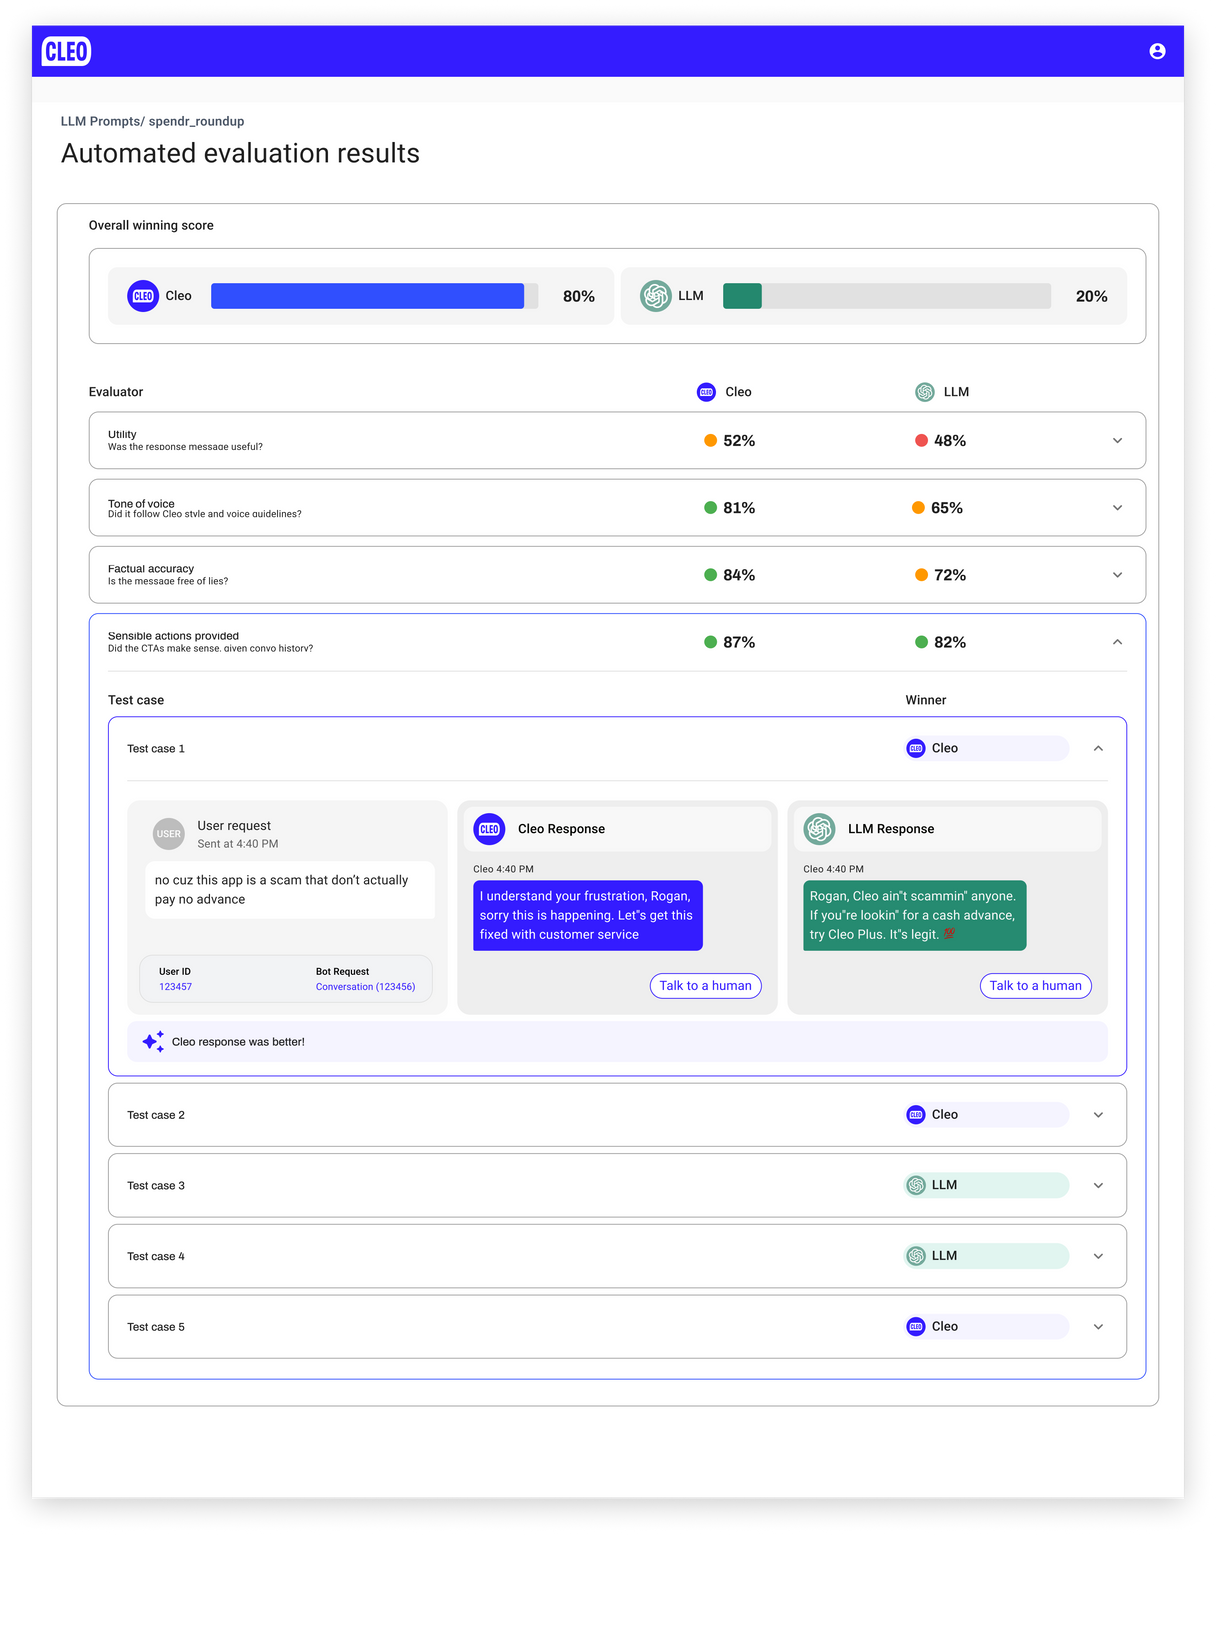 CLEO
LLM Prompts/ spendr_roundup
Automated evaluation results
Overall winning score
CLEO Cleo 80% LLM 20%
Evaluator CLEO Cleo LLM
Utility
Was the response message useful? 52% 48%
Tone of voice
Did it follow Cleo style and voice guidelines? 81% 65%
Factual accuracy
Is the message free of lies? 84% 72%
Sensible actions provided
Did the CTAs make sense, given convo history? 87% 82%
Test case Winner
Test case 1 CLEO Cleo
USER User request
Sent at 4:40 PM
no cuz this app is a scam that don't actually
pay no advance
User ID Bot Request
123457 Conversation (123456)
CLEO Cleo Response
Cleo 4:40 PM
I understand your frustration, Rogan,
sorry this is happening. Let"s get this
fixed with customer service
Talk to a human
LLM Response
Cleo 4:40 PM
Rogan, Cleo ain"t scammin" anyone.
If you"re lookin" for a cash advance,
try Cleo Plus. It"s legit. 💯
Talk to a human
Cleo response was better!
Test case 2 CLEO Cleo
Test case 3 LLM
Test case 4 LLM
Test case 5 CLEO Cleo